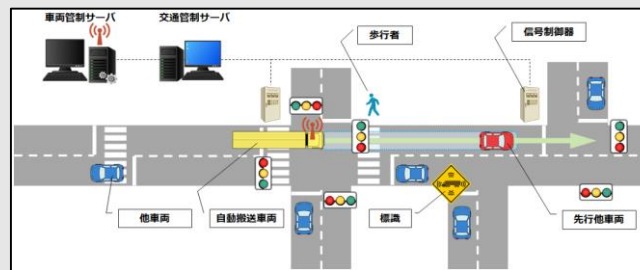 車両管制サーバ
交通管制サーバ
歩行者
信号制御器
他車両
自動搬送車両
標識
先行他車両